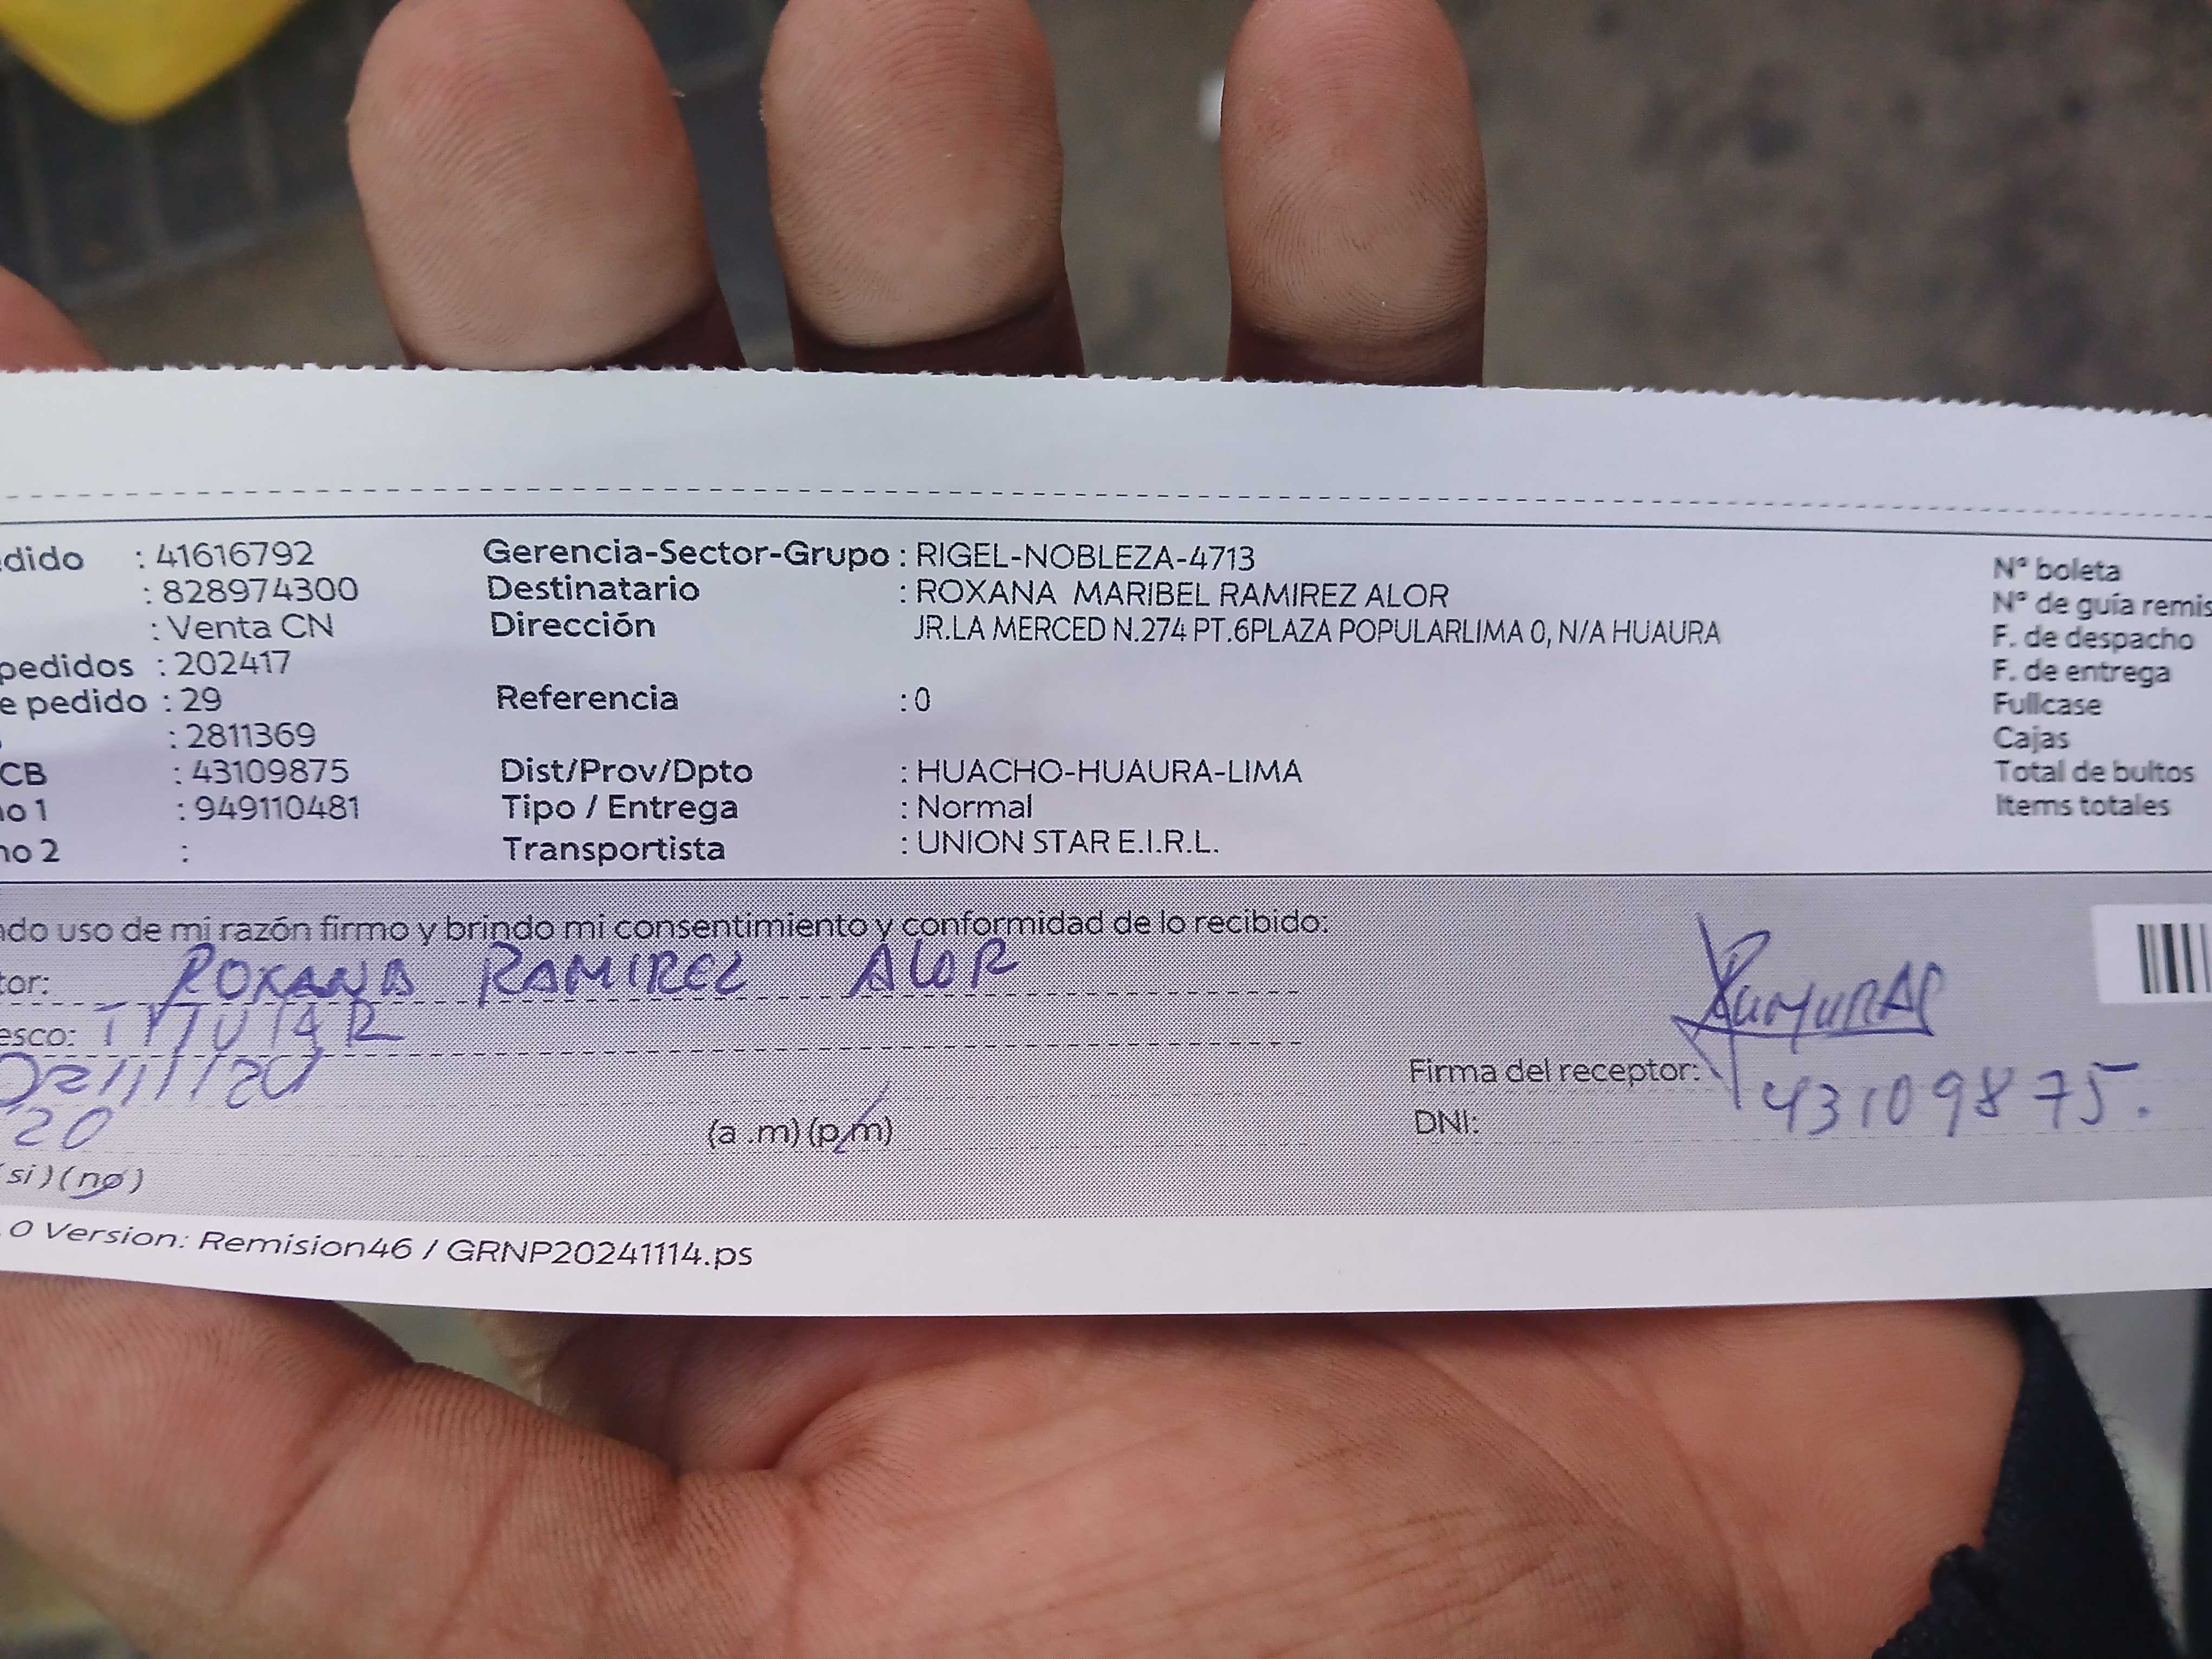 dido : 41616792 Gerencia-Sector-Grupo : RIGEL-NOBLEZA-4713 N° boleta
: 828974300 Destinatario : ROXANA MARIBEL RAMIREZ ALOR N° de guía remis
: Venta CN Dirección JR.LA MERCED N.274 PT.6PLAZA POPULARLIMA 0, N/A HUAURA F. de despacho
pedidos : 202417 F. de entrega
e pedido : 29 Referencia : 0 Fullcase
: 2811369 Cajas
CB : 43109875 Dist/Prov/Dpto : HUACHO-HUAURA-LIMA Total de bultos
no 1 : 949110481 Tipo / Entrega : Normal Items totales
no 2 : Transportista : UNION STAR E.I.R.L.
ndo uso de mi razón firmo y brindo mi consentimiento y conformidad de lo recibido:
tor: ROXANA RAMIREZ ALOR
esco: TITULAR
Firma del receptor:
20 (a .m) (p.m) DNI: 43109875.
(si) (no)
. 0 Version: Remision46 / GRNP20241114.ps